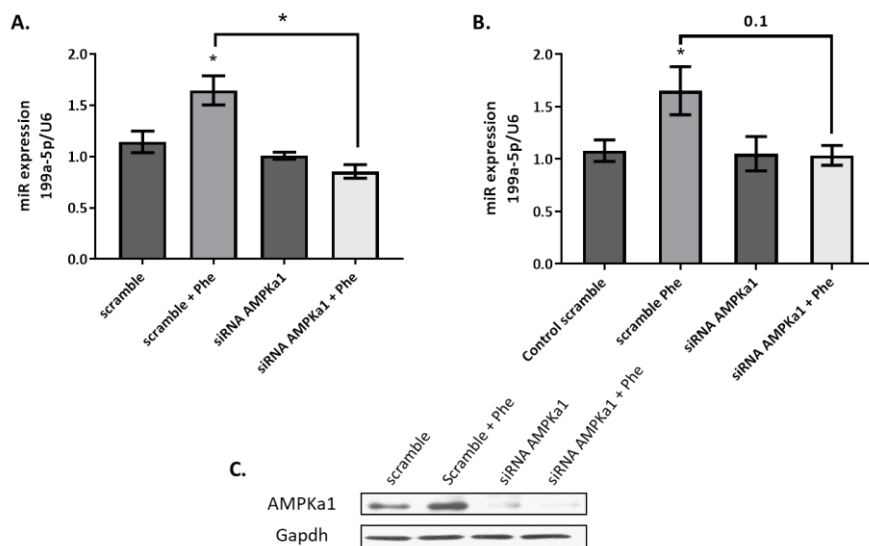 A.
*
2.0
1.5
1.0
0.5
0.0
miR expression
199a-5p/U6
*
scramble
scramble + Phe
siRNA AMPKa1
siRNA AMPKa1 + Phe
B.
0.1
2.0
1.5
1.0
0.5
0.0
miR expression
199a-5p/U6
*
Control scramble
scramble Phe
siRNA AMPKa1
siRNA AMPKa1 + Phe
C.
scramble
Scramble + Phe
siRNA AMPKa1
siRNA AMPKa1 + Phe
AMPKa1
Gapdh